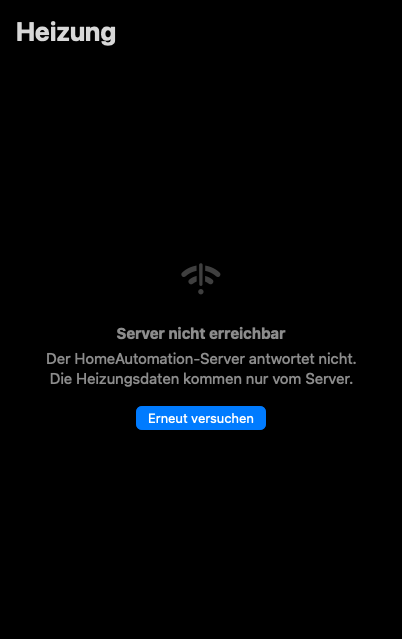 Heizung
Server nicht erreichbar
Der HomeAutomation-Server antwortet nicht.
Die Heizungsdaten kommen nur vom Server.
Erneut versuchen